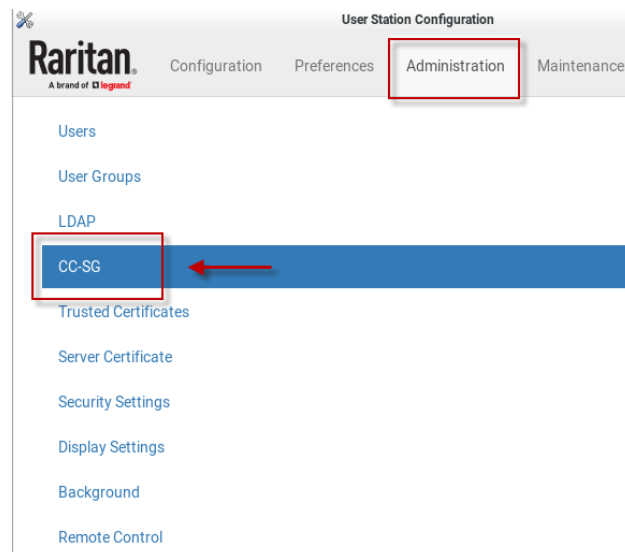 User Station Configuration
Raritan.
A brand of legrand
Configuration Preferences Administration Maintenance
Users
User Groups
LDAP
CC-SG
Trusted Certificates
Server Certificate
Security Settings
Display Settings
Background
Remote Control